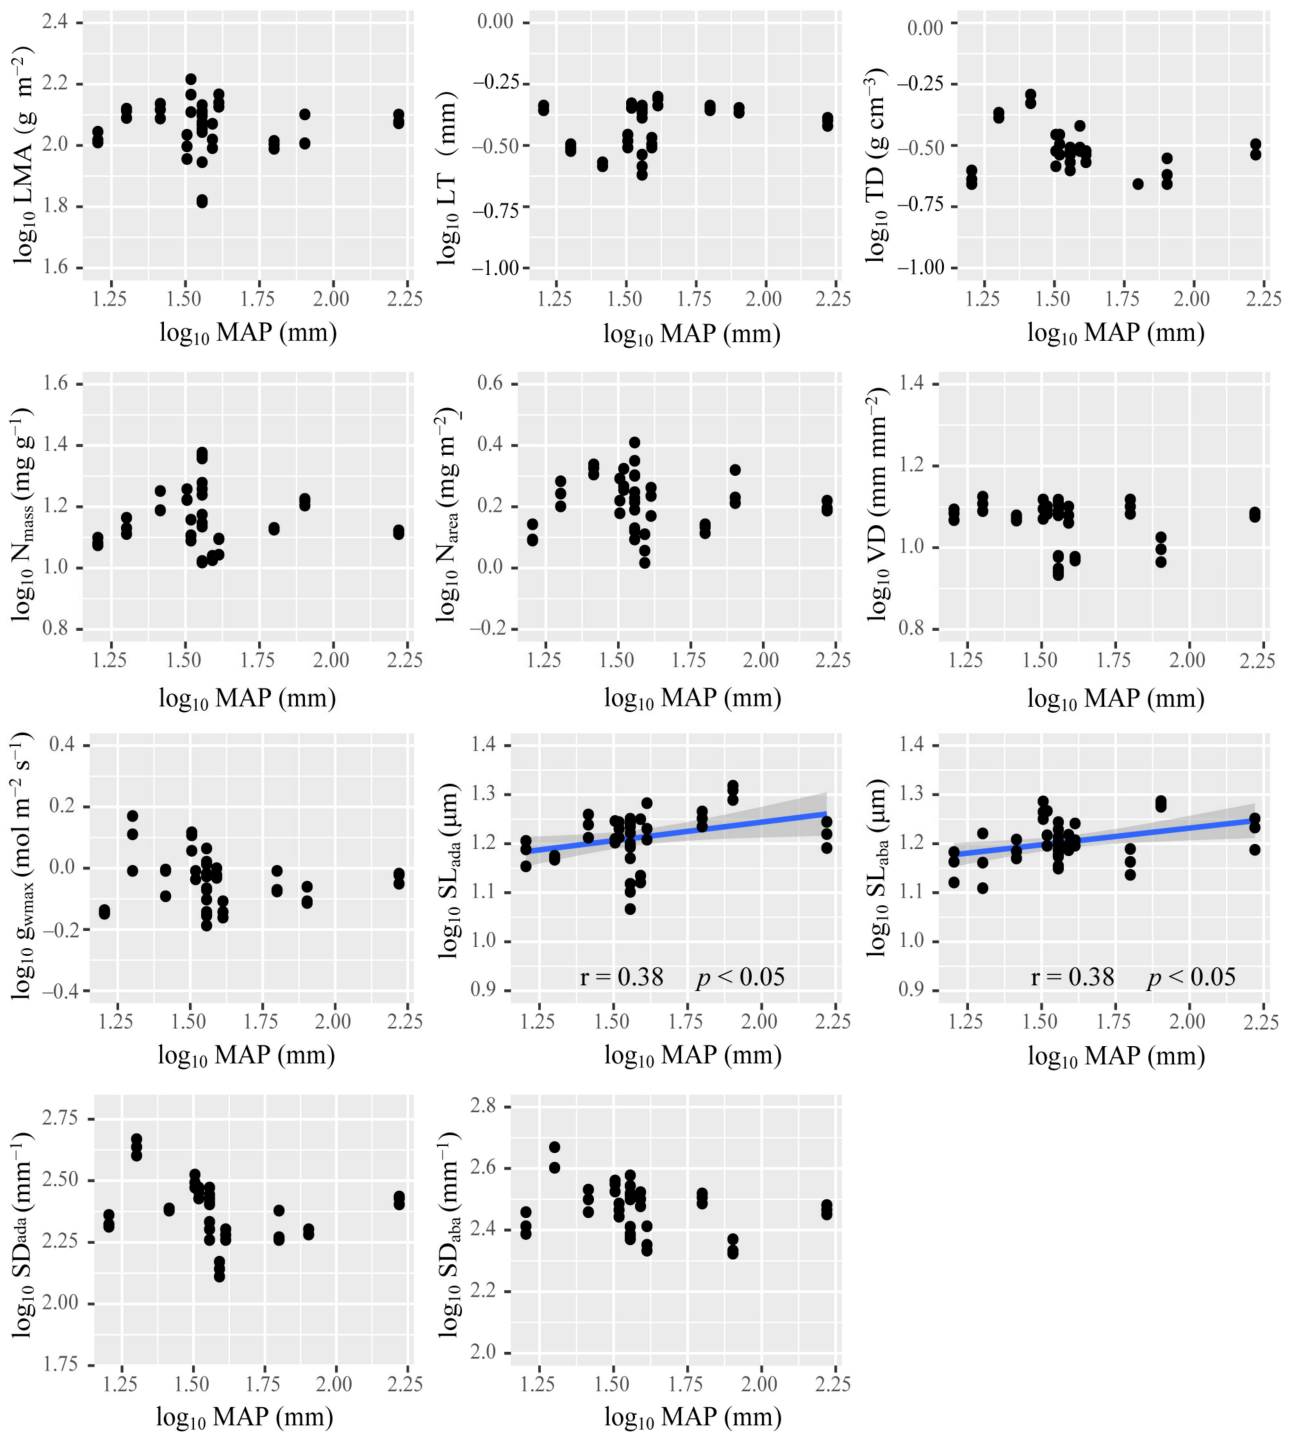 2.4
2.2
2.0
1.8
1.6
log₁₀ LMA (g m⁻²)
1.25 1.50 1.75 2.00 2.25
log₁₀ MAP (mm)
0.00
−0.25
−0.50
−0.75
−1.00
log₁₀ LT (mm)
1.25 1.50 1.75 2.00 2.25
log₁₀ MAP (mm)
0.00
−0.25
−0.50
−0.75
−1.00
log₁₀ TD (g cm⁻³)
1.25 1.50 1.75 2.00 2.25
log₁₀ MAP (mm)
1.6
1.4
1.2
1.0
0.8
log₁₀ Nmass (mg g⁻¹)
1.25 1.50 1.75 2.00 2.25
log₁₀ MAP (mm)
0.6
0.4
0.2
0.0
−0.2
log₁₀ Narea (mg m⁻²)
1.25 1.50 1.75 2.00 2.25
log₁₀ MAP (mm)
1.4
1.2
1.0
0.8
log₁₀ VD (mm mm⁻²)
1.25 1.50 1.75 2.00 2.25
log₁₀ MAP (mm)
0.4
0.2
0.0
−0.2
−0.4
log₁₀ gwmax (mol m⁻² s⁻¹)
1.25 1.50 1.75 2.00 2.25
log₁₀ MAP (mm)
1.4
1.3
1.2
1.1
1.0
0.9
log₁₀ SLada (μm)
r = 0.38 p < 0.05
1.25 1.50 1.75 2.00 2.25
log₁₀ MAP (mm)
1.4
1.3
1.2
1.1
1.0
0.9
log₁₀ SLaba (μm)
r = 0.38 p < 0.05
1.25 1.50 1.75 2.00 2.25
log₁₀ MAP (mm)
2.75
2.50
2.25
2.00
1.75
log₁₀ SDada (mm⁻¹)
1.25 1.50 1.75 2.00 2.25
log₁₀ MAP (mm)
2.8
2.6
2.4
2.2
2.0
log₁₀ SDaba (mm⁻¹)
1.25 1.50 1.75 2.00 2.25
log₁₀ MAP (mm)